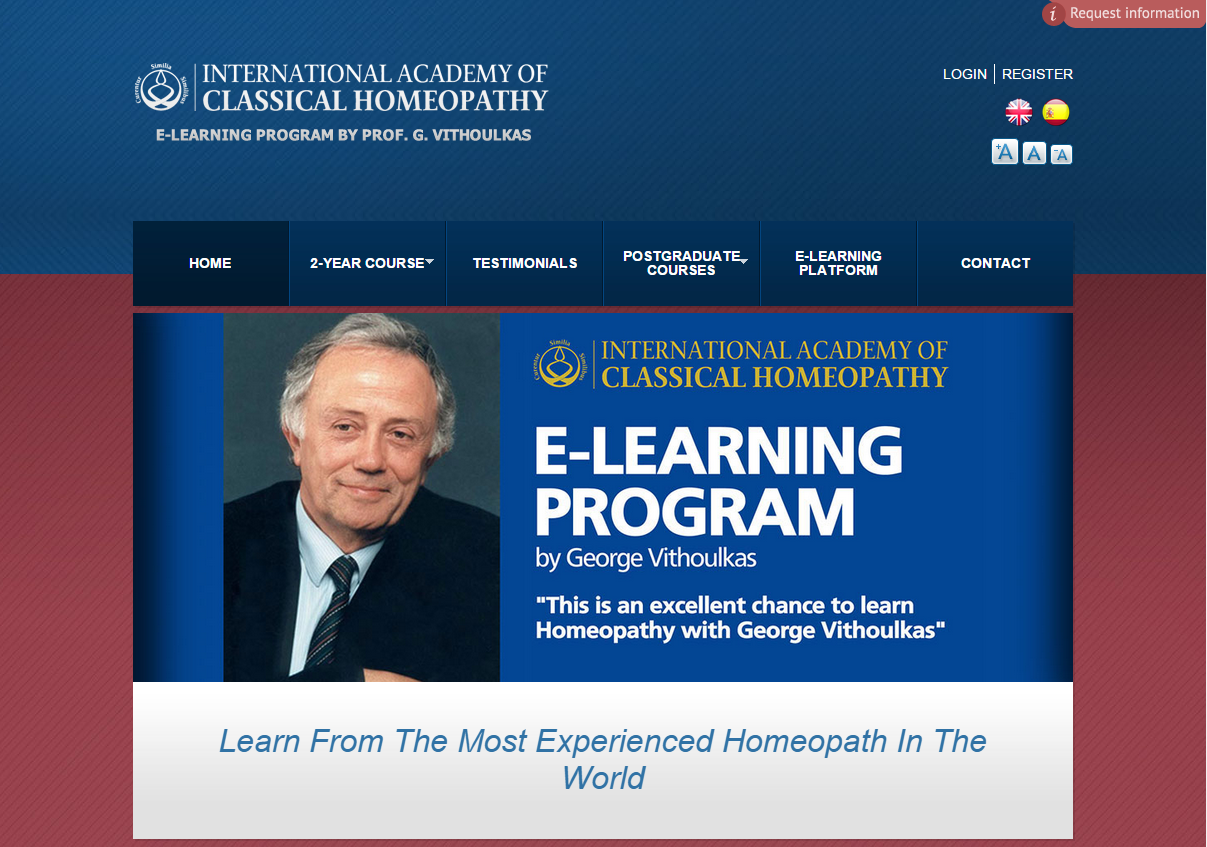 i Request information
Similia
Similibus
Curentur
INTERNATIONAL ACADEMY OF
CLASSICAL HOMEOPATHY
E-LEARNING PROGRAM BY PROF. G. VITHOULKAS
LOGIN | REGISTER
+A A -A
HOME
2-YEAR COURSE
TESTIMONIALS
POSTGRADUATE
COURSES
E-LEARNING
PLATFORM
CONTACT
Similia
Similibus
Curentur
INTERNATIONAL ACADEMY OF
CLASSICAL HOMEOPATHY
E-LEARNING
PROGRAM
by George Vithoulkas
"This is an excellent chance to learn
Homeopathy with George Vithoulkas"
Learn From The Most Experienced Homeopath In The
World